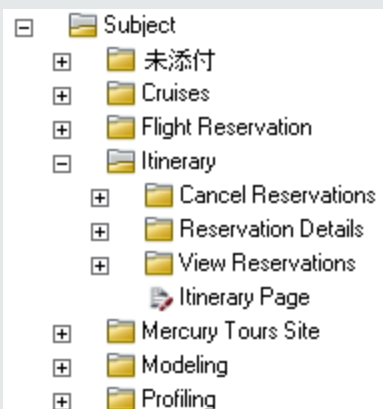 Subject
未添付
Cruises
Flight Reservation
Itinerary
Cancel Reservations
Reservation Details
View Reservations
Itinerary Page
Mercury Tours Site
Modeling
Profiling